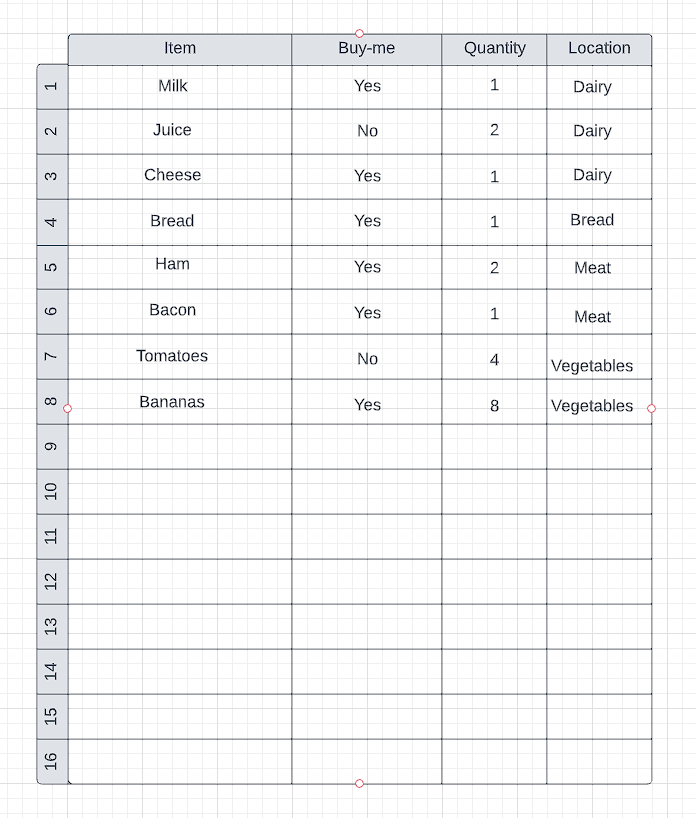 Item Buy-me Quantity Location
1 Milk Yes 1 Dairy
2 Juice No 2 Dairy
3 Cheese Yes 1 Dairy
4 Bread Yes 1 Bread
5 Ham Yes 2 Meat
6 Bacon Yes 1 Meat
7 Tomatoes No 4 Vegetables
8 Bananas Yes 8 Vegetables
9
10
11
12
13
14
15
16